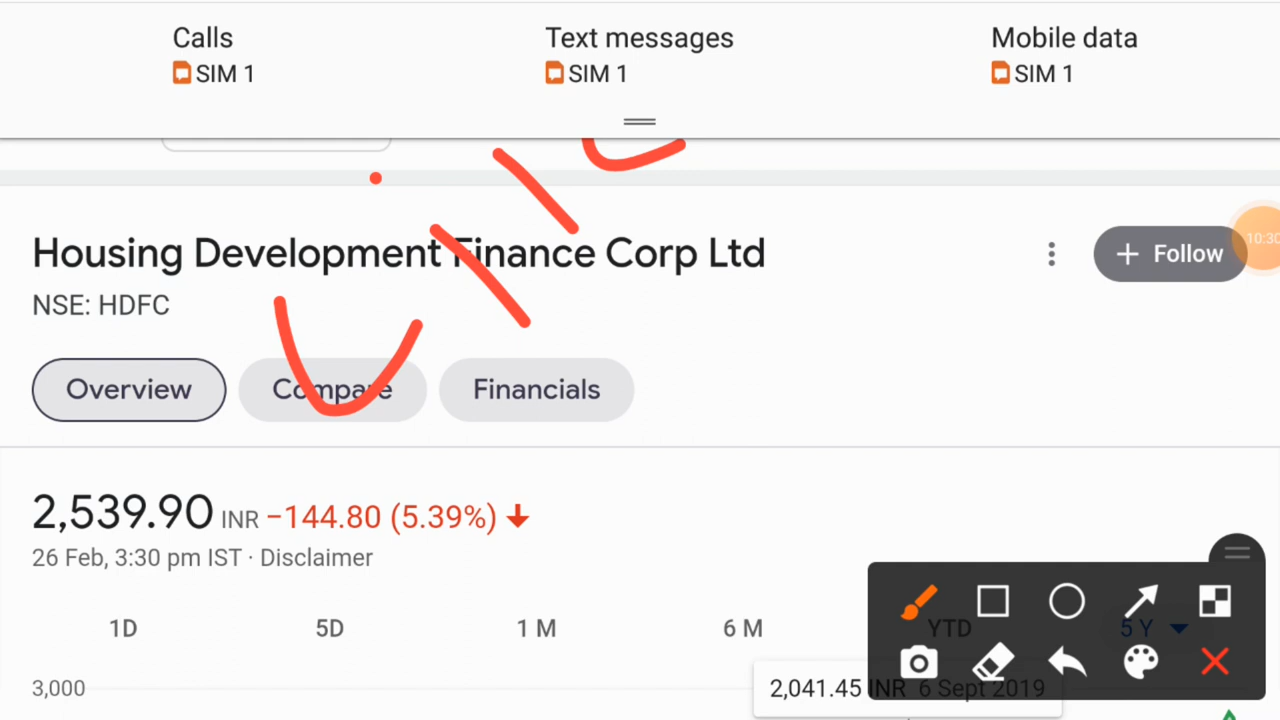 Calls Text messages Mobile data
SIM 1 SIM 1 SIM 1
Housing Development Finance Corp Ltd
+ Follow
10:30
NSE: HDFC
Overview Compare Financials
2,539.90 INR −144.80 (5.39%)
26 Feb, 3:30 pm IST · Disclaimer
1D 5D 1 M 6 M YTD 5 Y
3,000
2,041.45 INR 6 Sept 2019